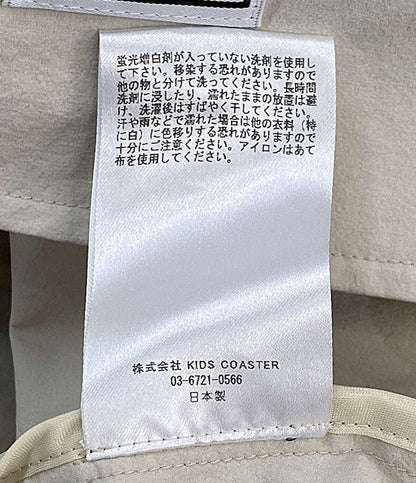 蛍光増白剤が入っていない洗剤を使用し
て下さい。移染する恐れがありますので
他の物と分けて洗ってください。長時間
洗剤に浸したり、濡れたままの放置は避
け、洗濯後はすばやく干してください。
汗や雨などで濡れた場合は他の衣料（特
に白）に色移りする恐れがありますので
十分にご注意ください。アイロンはあて
布を使用してください。
株式会社 KIDS COASTER
03-6721-0566
日本製